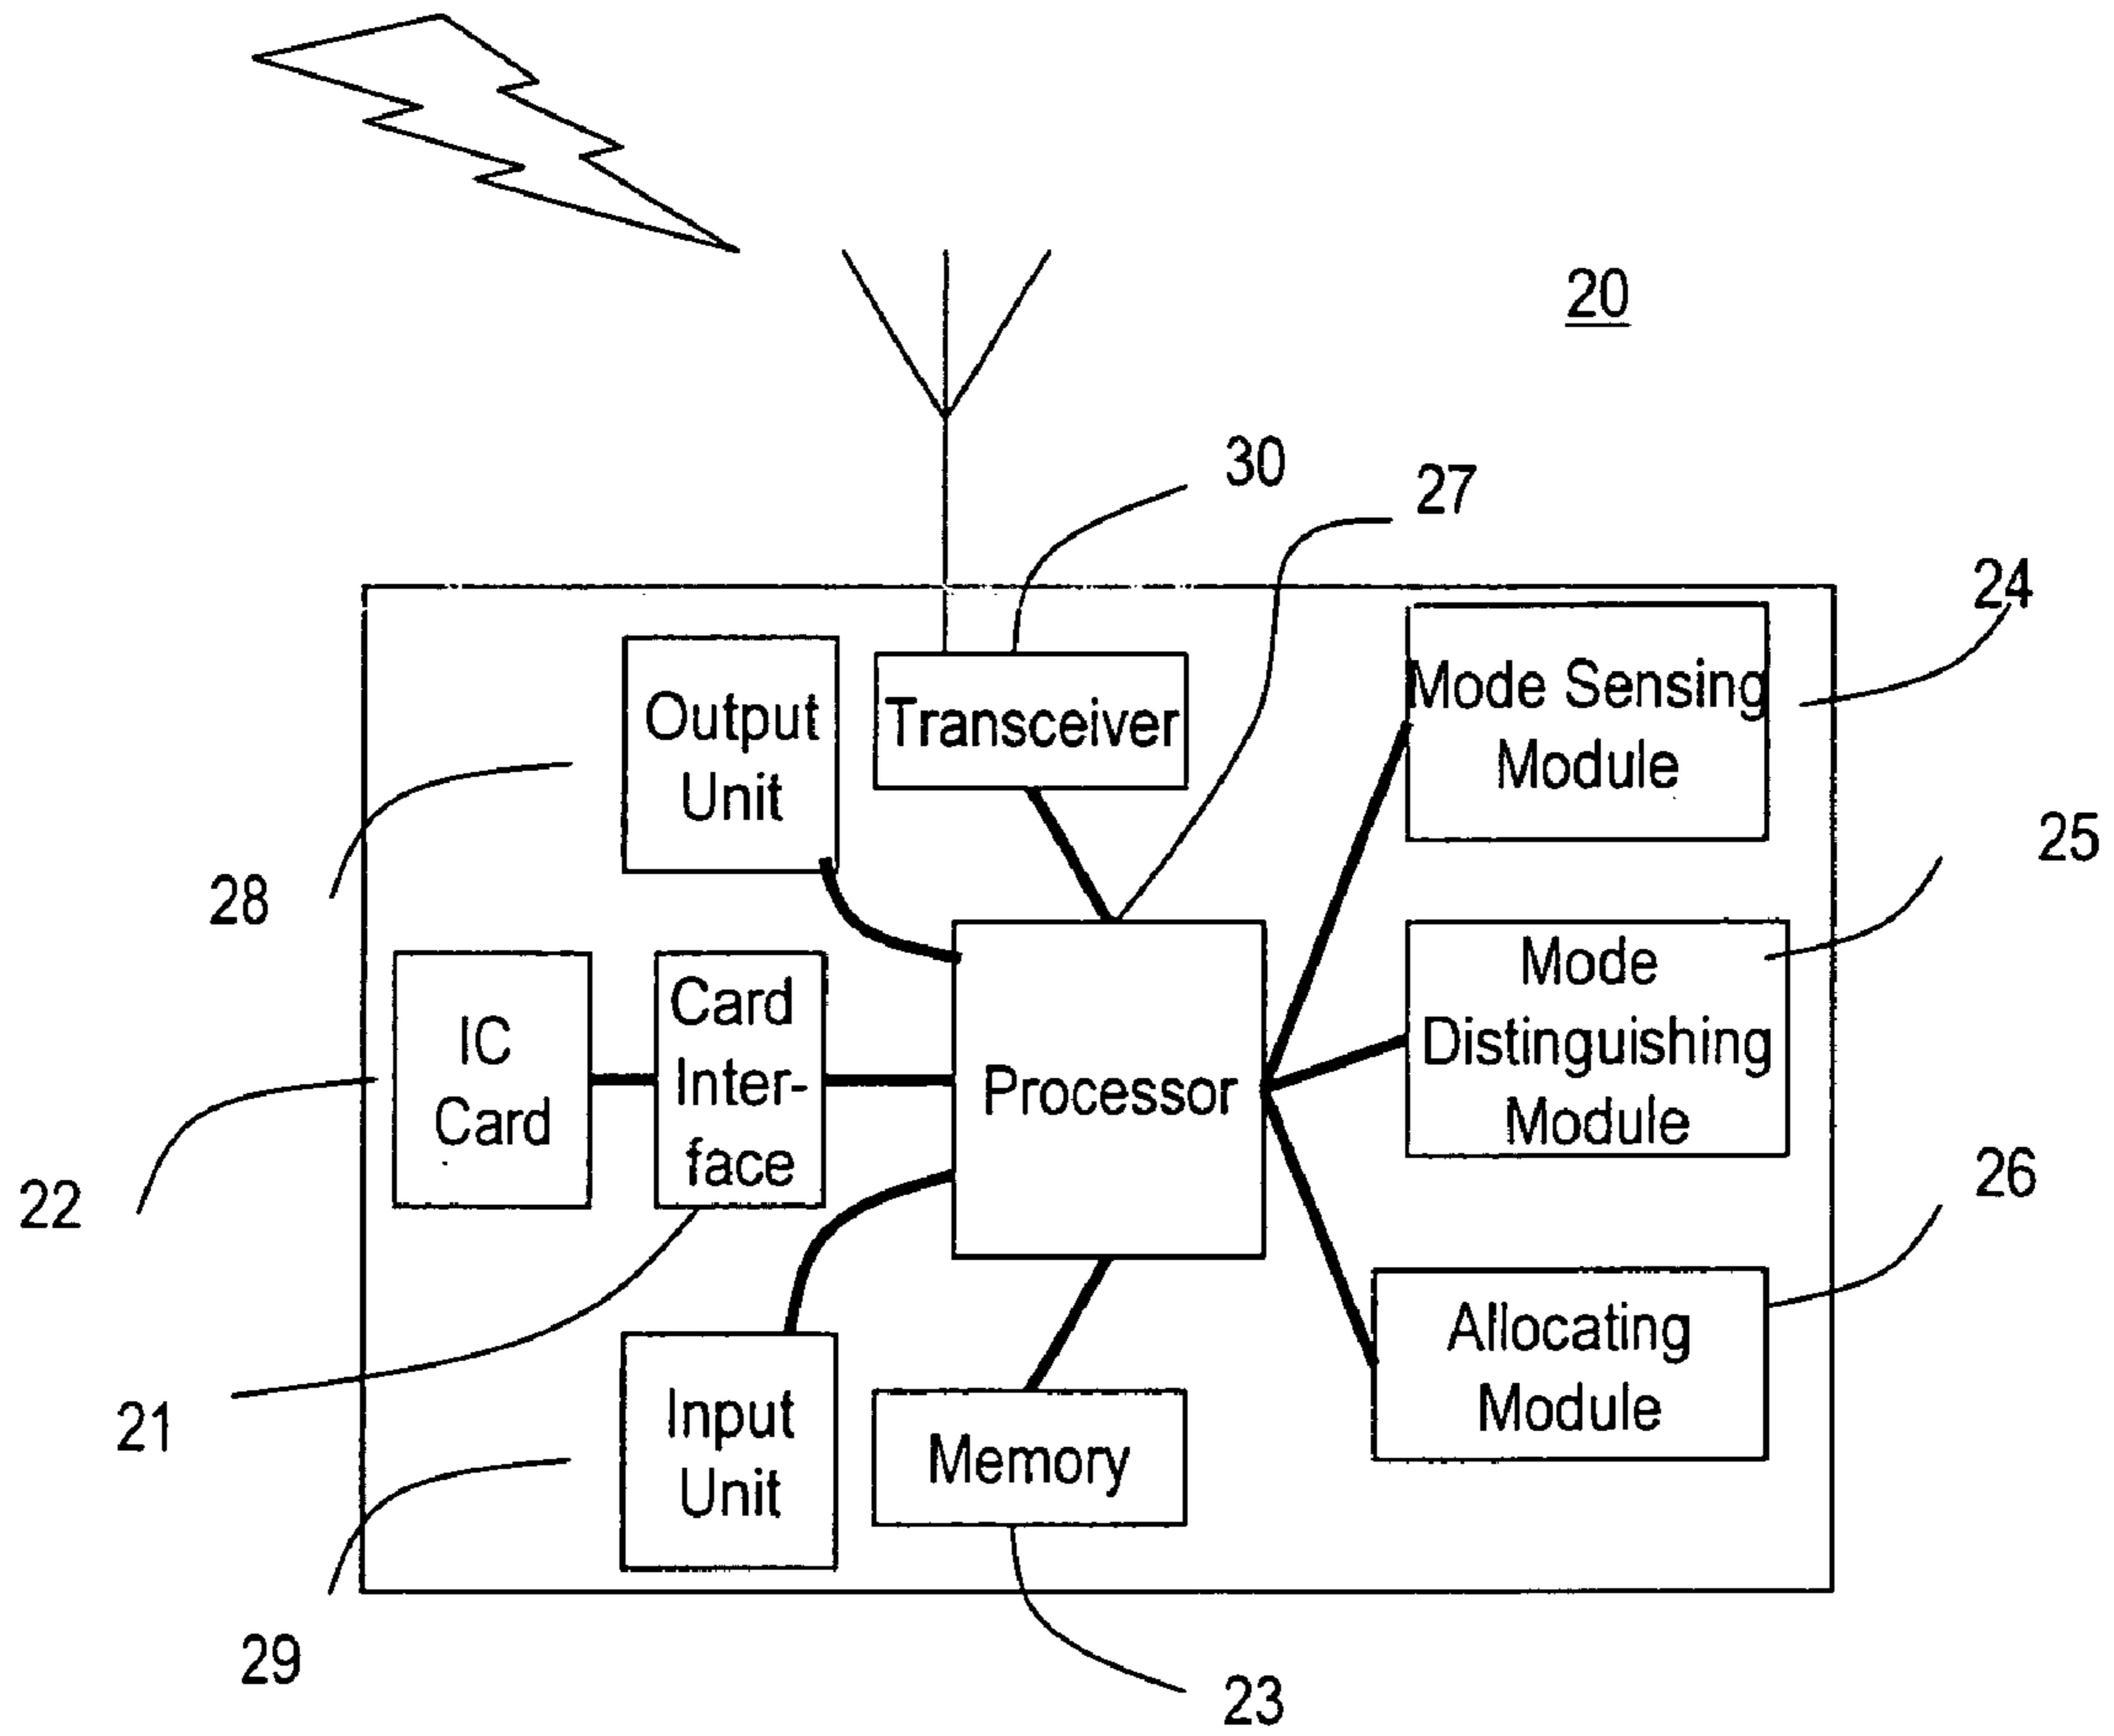 20
30
27
24
Output
Unit
Transceiver
Mode Sensing
Module
28
25
IC
Card
Card
Inter-
face
Processor
Mode
Distinguishing
Module
22
26
21
Input
Unit
Memory
Allocating
Module
29
23